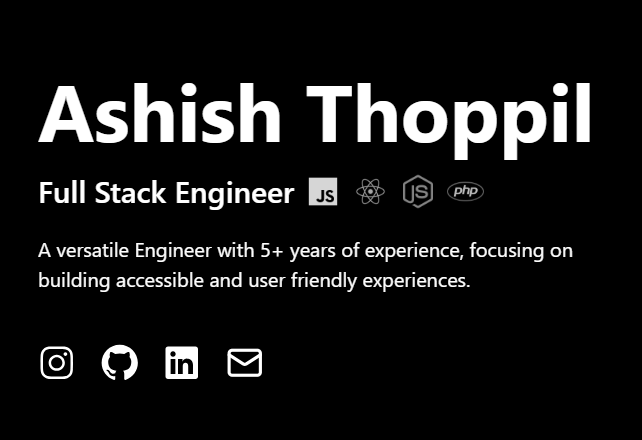 Ashish Thoppil
Full Stack Engineer JS JS php
A versatile Engineer with 5+ years of experience, focusing on
building accessible and user friendly experiences.
in